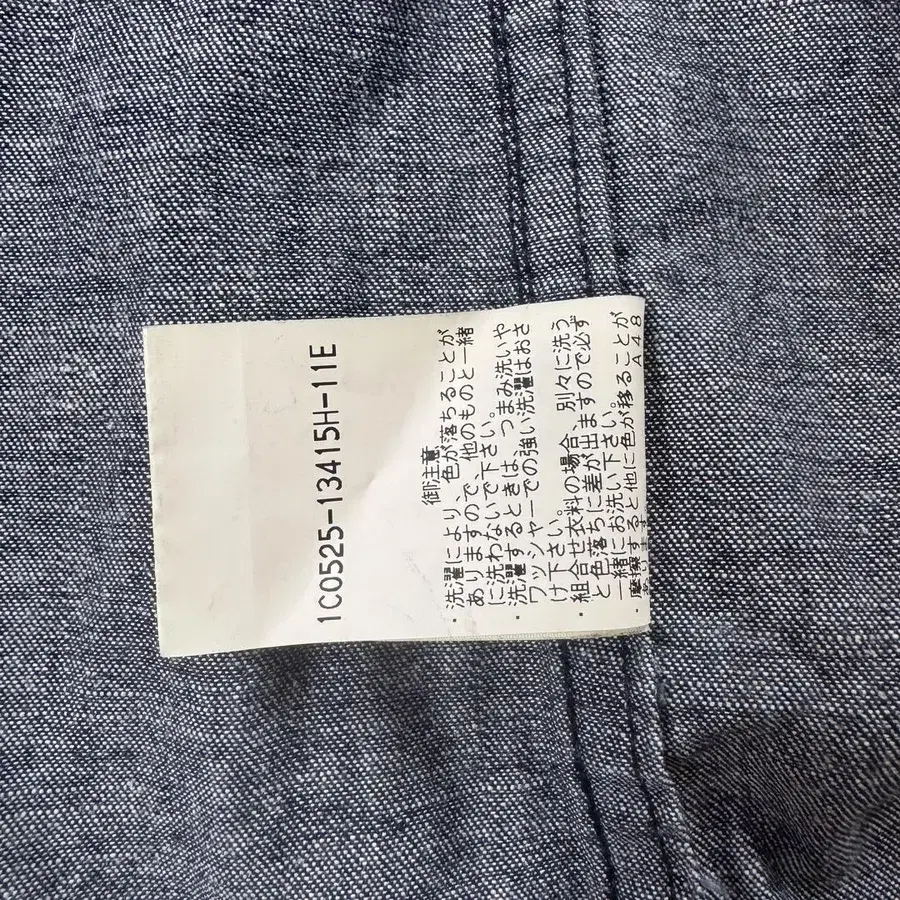 1C0525-13415H-11E
御注意
・洗濯により、色が落ちることが
ありますので、他のものと一緒
に洗わないで下さい。
・洗濯するときは、つまみ洗いや
ワッシャーでの強い洗濯はおさ
け下さい。
・組合せ衣料の場合、別々に洗う
と色落ちに差が出ますので必ず
一緒にお洗い下さい。
・摩擦すると他に色が移ることが
A48